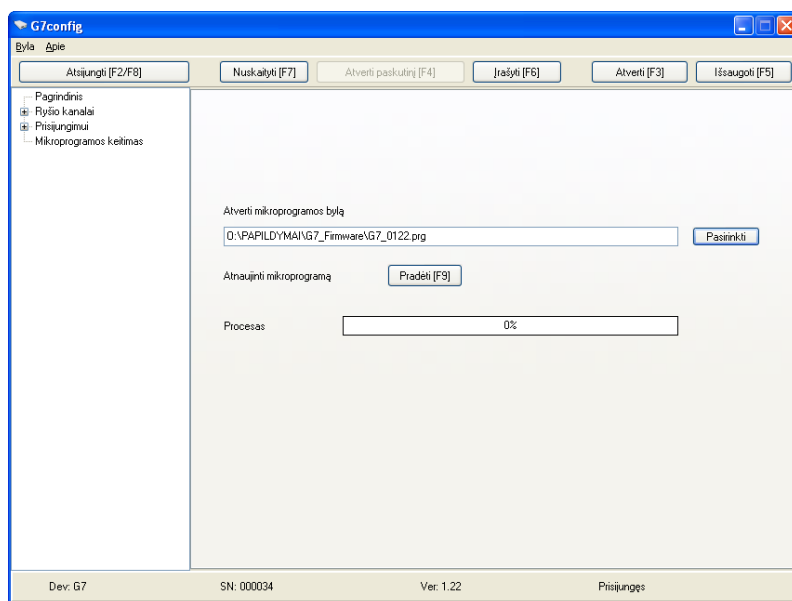 G7config
Byla Apie
Atsijungti [F2/F8] Nuskaityti [F7] Atverti paskutinį [F4] Įrašyti [F6] Atverti [F3] Išsaugoti [F5]
Pagrindinis
Ryšio kanalai
Prisijungimui
Mikroprogramos keitimas
Atverti mikroprogramos bylą
O:\PAPILDYMAI\G7_Firmware\G7_0122.prg Pasirinkti
Atnaujinti mikroprogramą Pradėti [F9]
Procesas 0%
Dev: G7 SN: 000034 Ver: 1.22 Prisijungęs